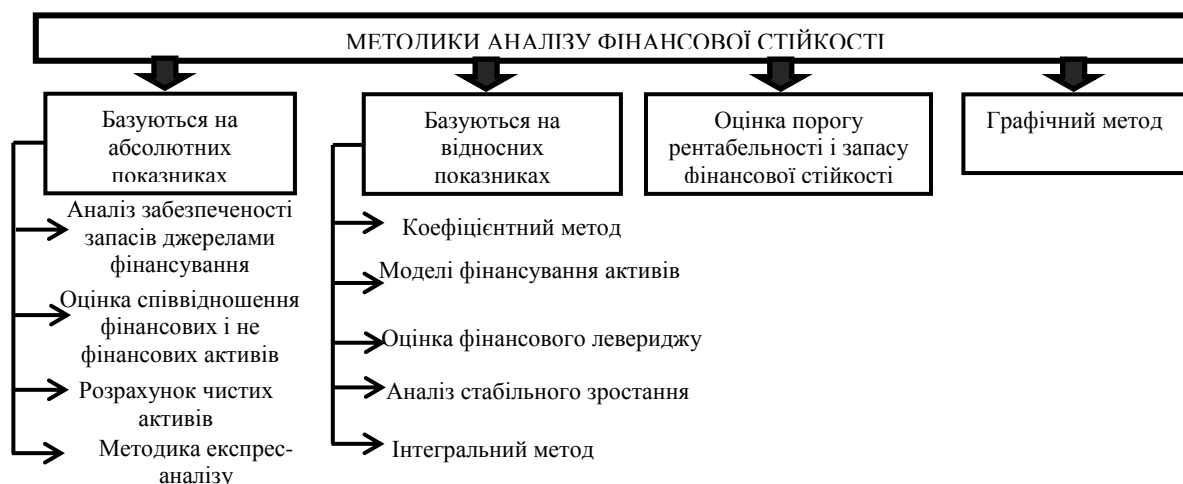 МЕТОДИКИ АНАЛІЗУ ФІНАНСОВОЇ СТІЙКОСТІ
Базуються на
абсолютних
показниках
Аналіз забезпеченості
запасів джерелами
фінансування
Оцінка співвідношення
фінансових і не
фінансових активів
Розрахунок чистих
активів
Методика експрес-
аналізу
Базуються на
відносних
показниках
Коефіцієнтний метод
Моделі фінансування активів
Оцінка фінансового левериджу
Аналіз стабільного зростання
Інтегральний метод
Оцінка порогу
рентабельності і запасу
фінансової стійкості
Графічний метод